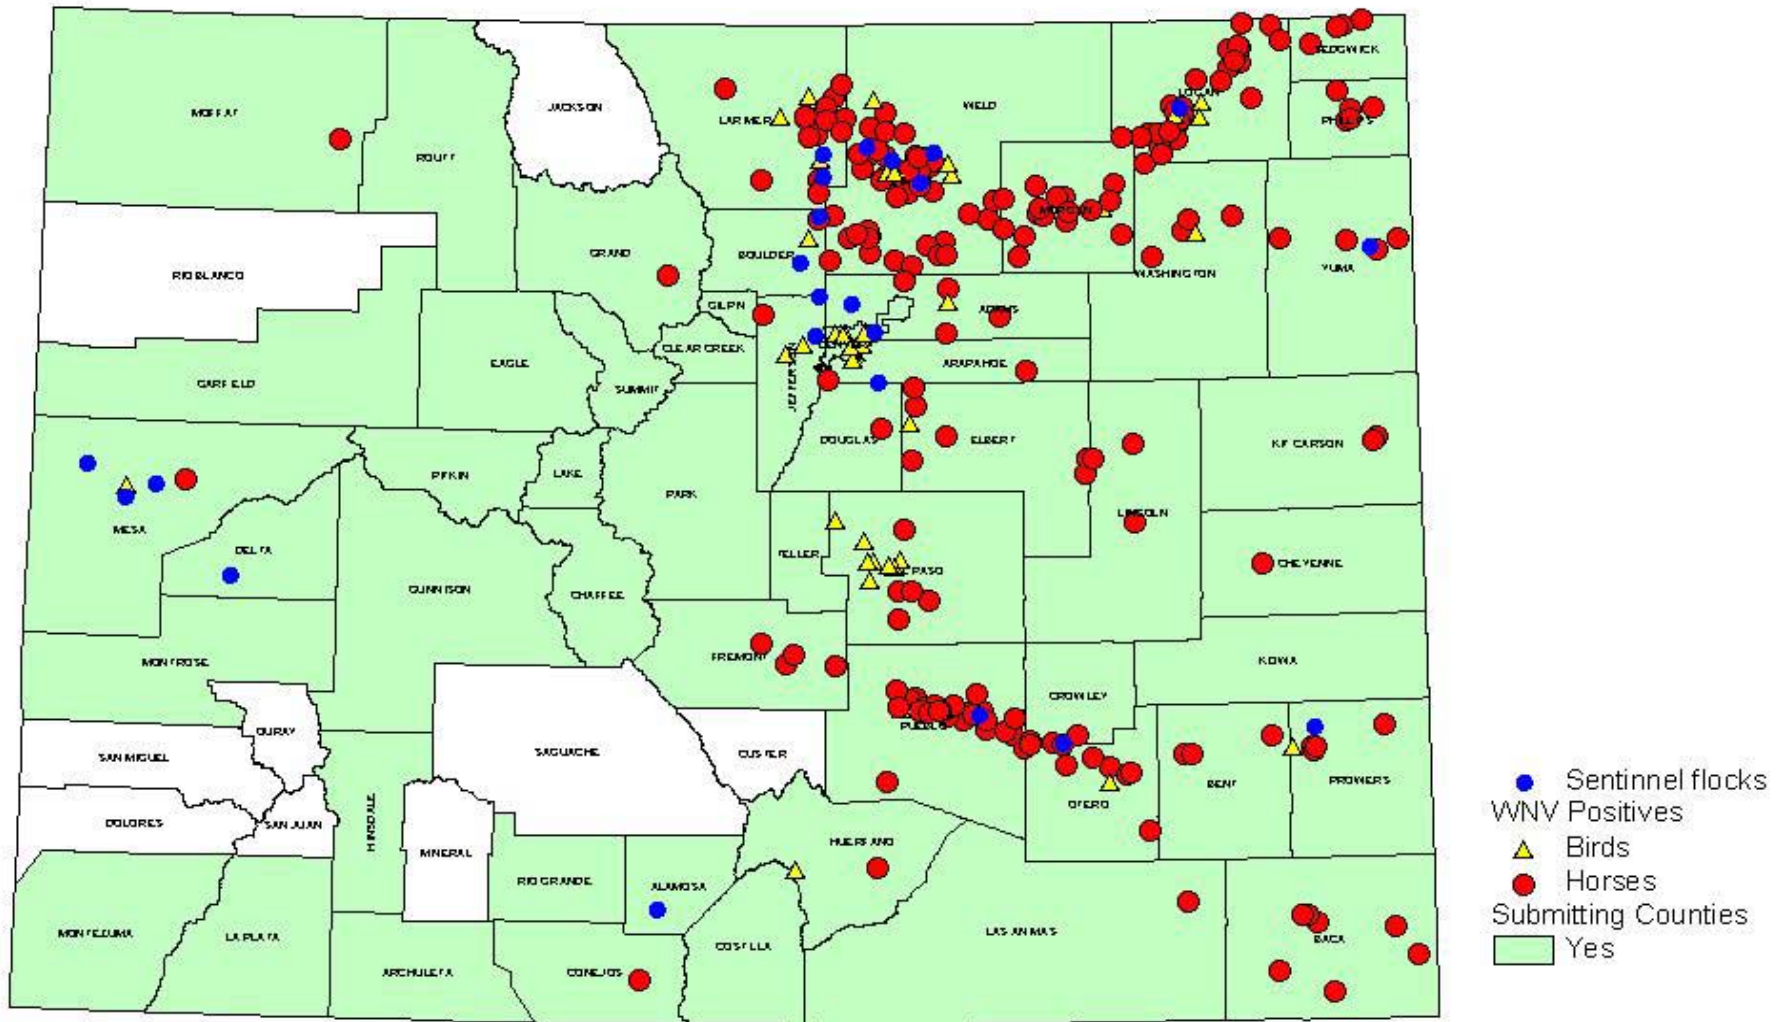 MOFFAT
JACKSON
LARIMER
WELD
LOGAN
SEDGWICK
PHILLIPS
ROUTT
MORGAN
GRAND
BOULDER
RIO BLANCO
WASHINGTON
YUMA
GILPIN
ADAMS
CLEAR CREEK
EAGLE
ARAPAHOE
GARFIELD
SUMMIT
JEFFERSON
DOUGLAS
ELBERT
KIT CARSON
PITKIN
LAKE
PARK
LINCOLN
MESA
DELTA
TELLER
EL PASO
CHEYENNE
GUNNISON
CHAFFEE
MONTROSE
FREMONT
KIOWA
CROWLEY
OURAY
PUEBLO
SAN MIGUEL
SAGUACHE
CUSTER
Sentinnel flocks
BENT
PROWERS
OTERO
WNV Positives
DOLORES
SAN JUAN
HINSDALE
HUERFANO
Birds
MINERAL
RIO GRANDE
ALAMOSA
Horses
Submitting Counties
MONTEZUMA
LA PLATA
LAS ANIMAS
BACA
Yes
COSTILLA
ARCHULETA
CONEJOS